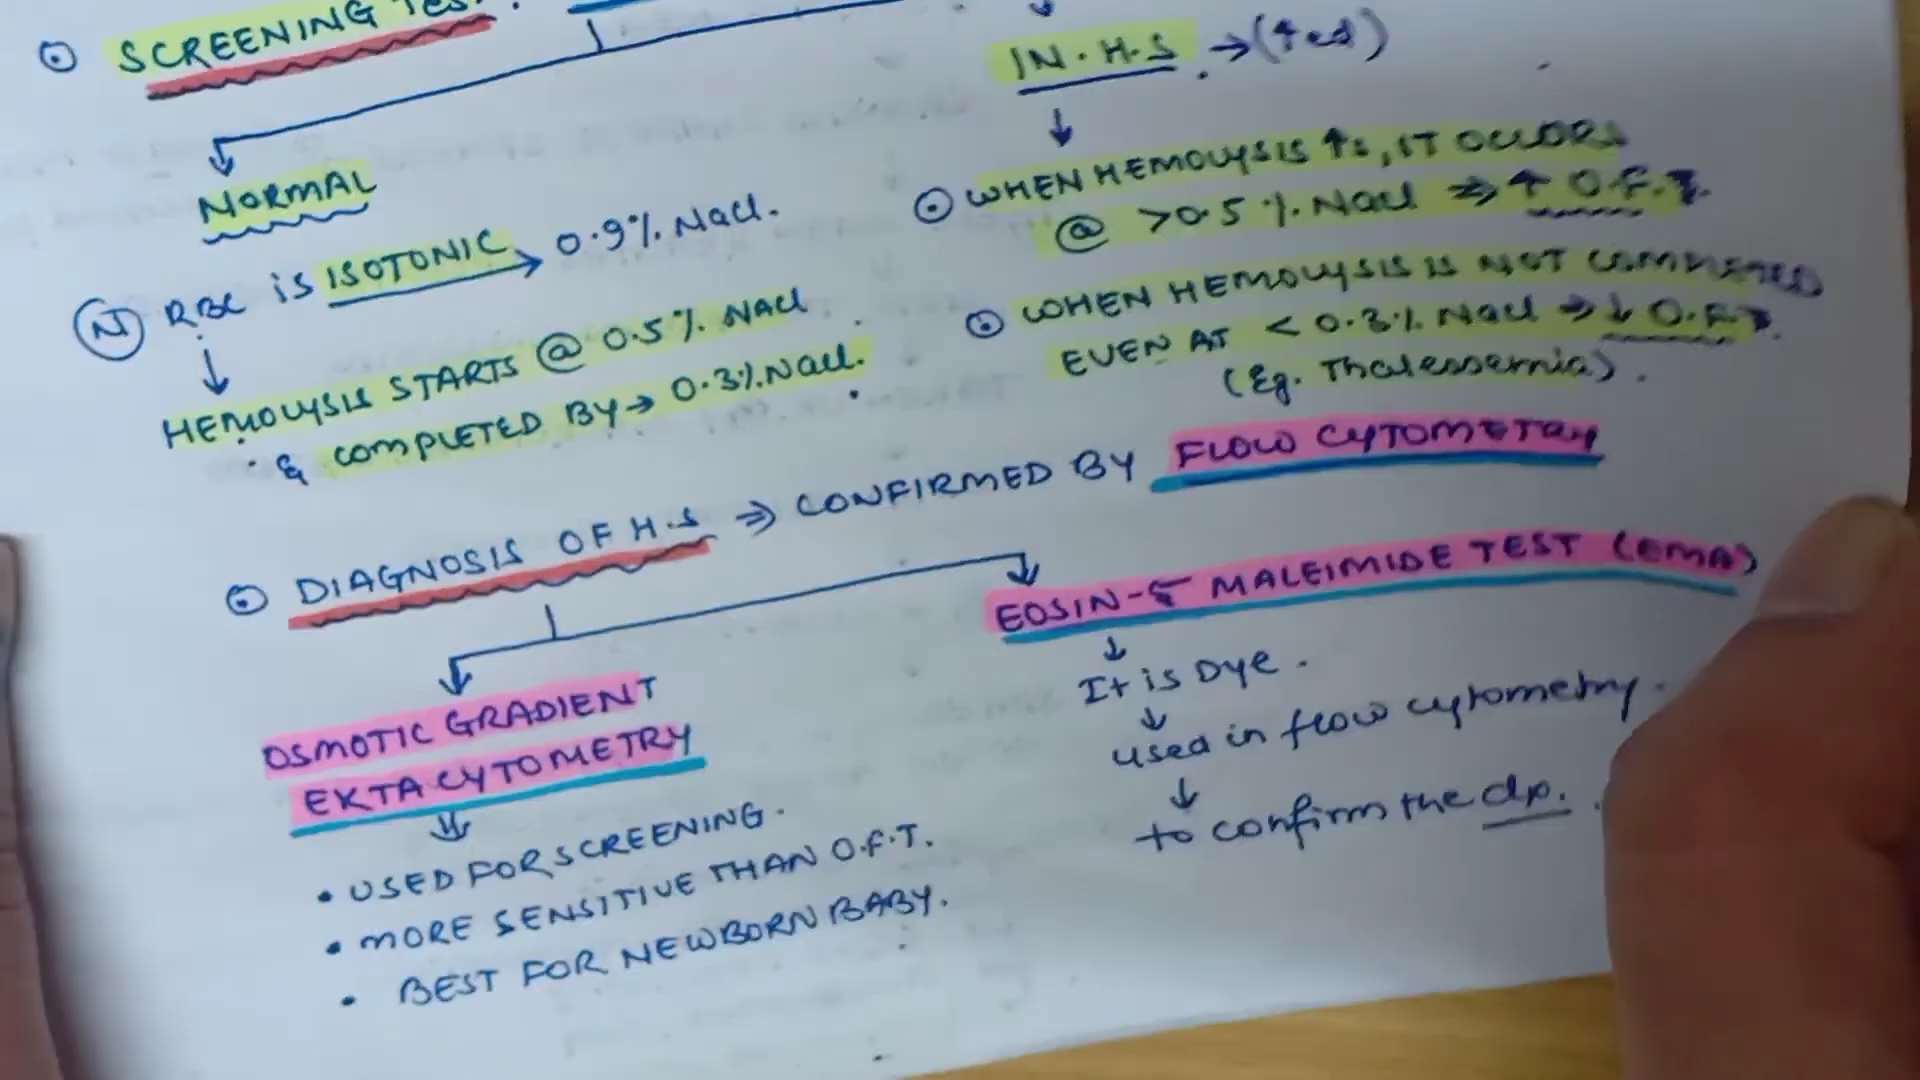 SCREENING Tes
NORMAL
(N) RBC is ISOTONIC → 0.9% Nacl.
↓
HEMOLYSIS STARTS @ 0.5% NACl
& COMPLETED BY → 0.3% Nacl.
IN. H.S → (↑ed)
↓
WHEN HEMOLYSIS ↑s, IT OCCURS
@ >0.5 % Nacl ⇒ ↑ O.F.T.
WHEN HEMOLYSIS IS NOT COMPLETED
EVEN AT < 0.3% Nacl ⇒ ↓ O.F.T.
(Eg. Thalessemia).
DIAGNOSIS OF H.S ⇒ CONFIRMED BY FLOW CYTOMETRY
OSMOTIC GRADIENT
EKTACYTOMETRY
• USED FOR SCREENING.
• MORE SENSITIVE THAN O.F.T.
• BEST FOR NEWBORN BABY.
EOSIN-5 MALEIMIDE TEST (EMA)
↓
It is Dye.
↓
used in flow cytometry.
↓
to confirm the